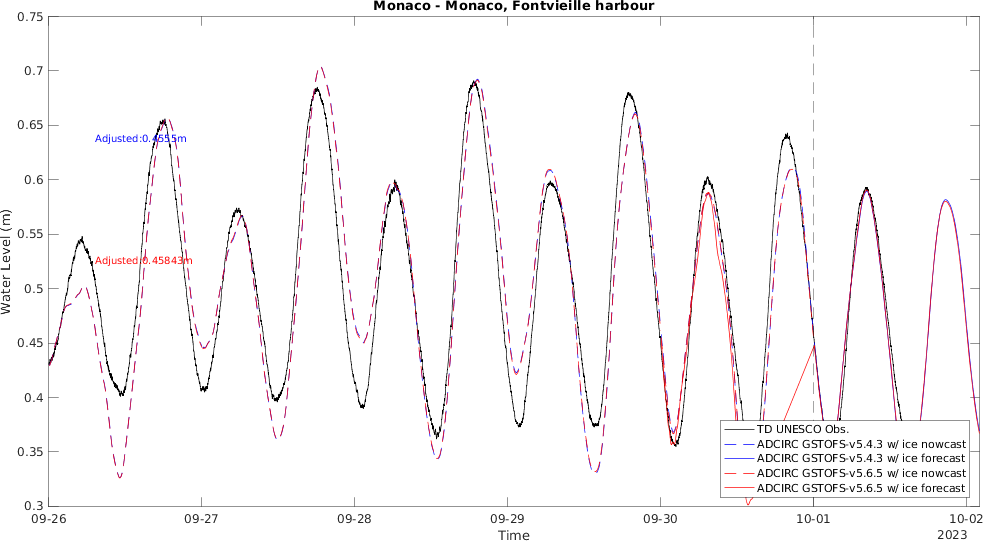 Monaco - Monaco, Fontvieille harbour
0.75
0.7
0.65
0.6
0.55
0.5
0.45
0.4
0.35
0.3
Water Level (m)
Adjusted:0.4555m
Adjusted:0.45843m
TD UNESCO Obs.
ADCIRC GSTOFS-v5.4.3 w/ ice nowcast
ADCIRC GSTOFS-v5.4.3 w/ ice forecast
ADCIRC GSTOFS-v5.6.5 w/ ice nowcast
ADCIRC GSTOFS-v5.6.5 w/ ice forecast
09-26 09-27 09-28 09-29 09-30 10-01 10-02
Time
2023